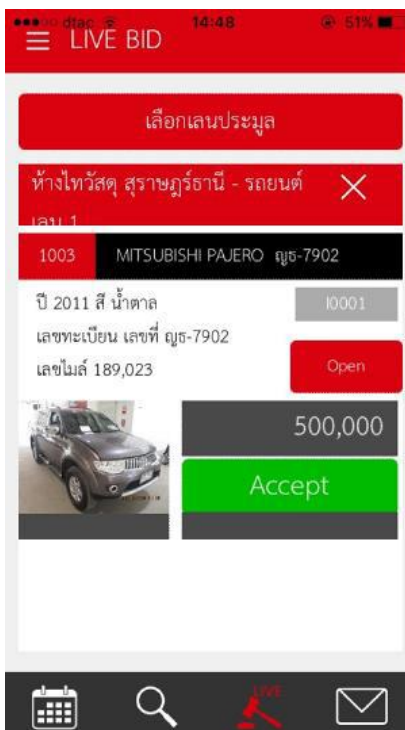 dtac 14:48 51%
LIVE BID
เลือกเลนประมูล
ห้างไทวัสดุ สุราษฎร์ธานี - รถยนต์
เลน 1
1003 MITSUBISHI PAJERO ญธ-7902
ปี 2011 สี น้ำตาล
I0001
เลขทะเบียน เลขที่ ญธ-7902
เลขไมล์ 189,023
Open
500,000
Accept
LIVE